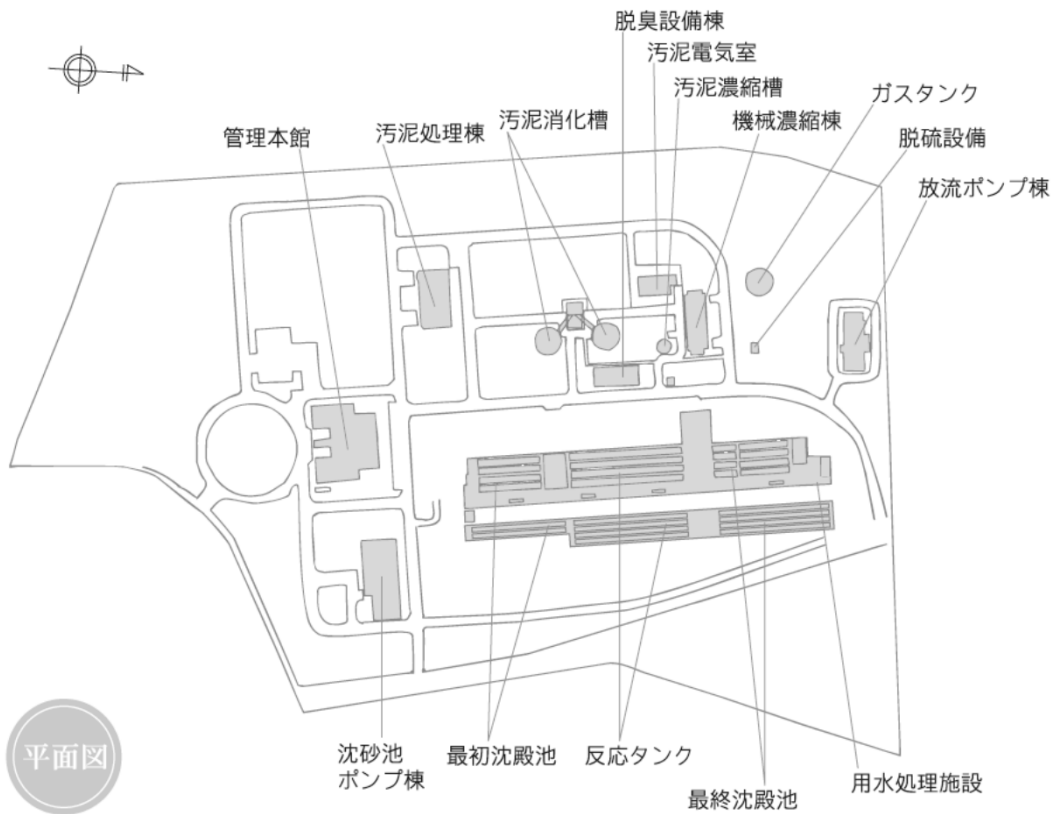 脱臭設備棟
汚泥電気室
汚泥濃縮槽
ガスタンク
機械濃縮棟
汚泥消化槽
汚泥処理棟
管理本館
脱硫設備
放流ポンプ棟
沈砂池
ポンプ棟
最初沈殿池
反応タンク
最終沈殿池
用水処理施設
平面図